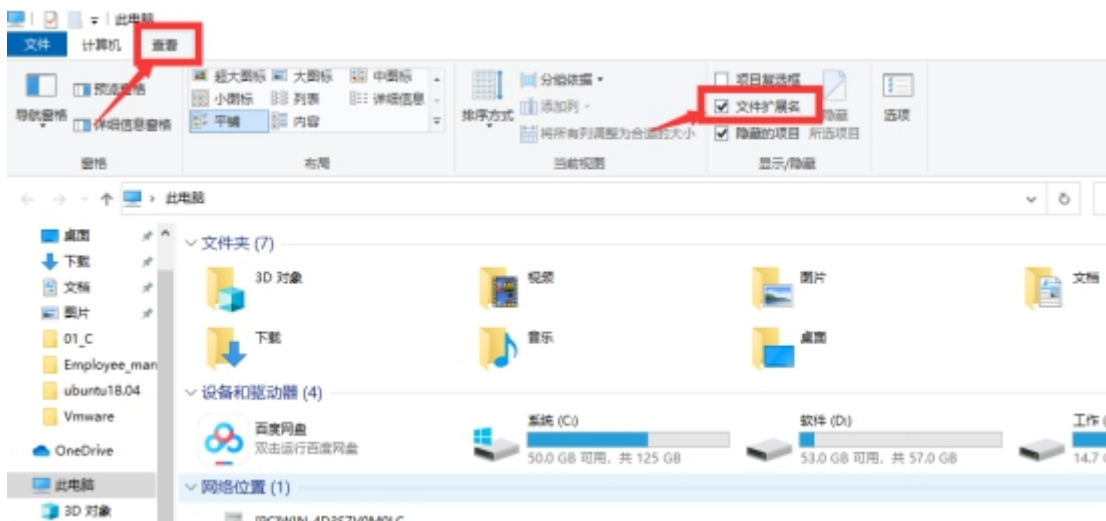 此电脑
文件 计算机 查看
超大图标 大图标 中图标 分组依据 项目复选框
预览窗格
小图标 列表 详细信息 添加列 文件扩展名 隐藏
导航窗格 排序方式 选项
详细信息窗格 平铺 内容 将所有列调整为合适的大小 隐藏的项目 所选项目
窗格 布局 当前视图 显示/隐藏
此电脑
桌面
下载
文档
图片
01_C
Employee_man
ubuntu18.04
Vmware
OneDrive
此电脑
3D 对象
文件夹 (7)
3D 对象 视频 图片 文档
下载 音乐 桌面
设备和驱动器 (4)
百度网盘 系统 (C:) 软件 (D:) 工作 (
双击运行百度网盘
50.0 GB 可用, 共 125 GB 53.0 GB 可用, 共 57.0 GB 14.7 G
网络位置 (1)